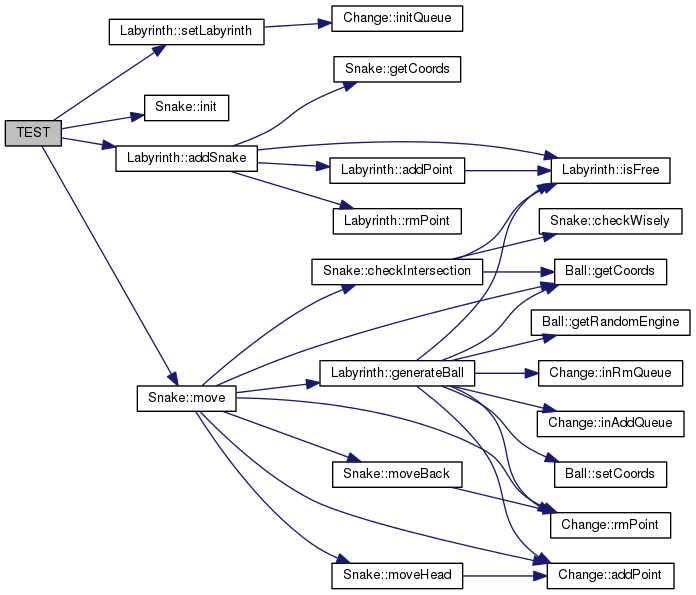 TEST
Labyrinth::setLabyrinth
Change::initQueue
Snake::init
Labyrinth::addSnake
Snake::getCoords
Labyrinth::addPoint
Labyrinth::isFree
Labyrinth::rmPoint
Snake::move
Snake::checkIntersection
Snake::checkWisely
Ball::getCoords
Labyrinth::generateBall
Ball::getRandomEngine
Change::inRmQueue
Change::inAddQueue
Ball::setCoords
Snake::moveBack
Change::rmPoint
Snake::moveHead
Change::addPoint